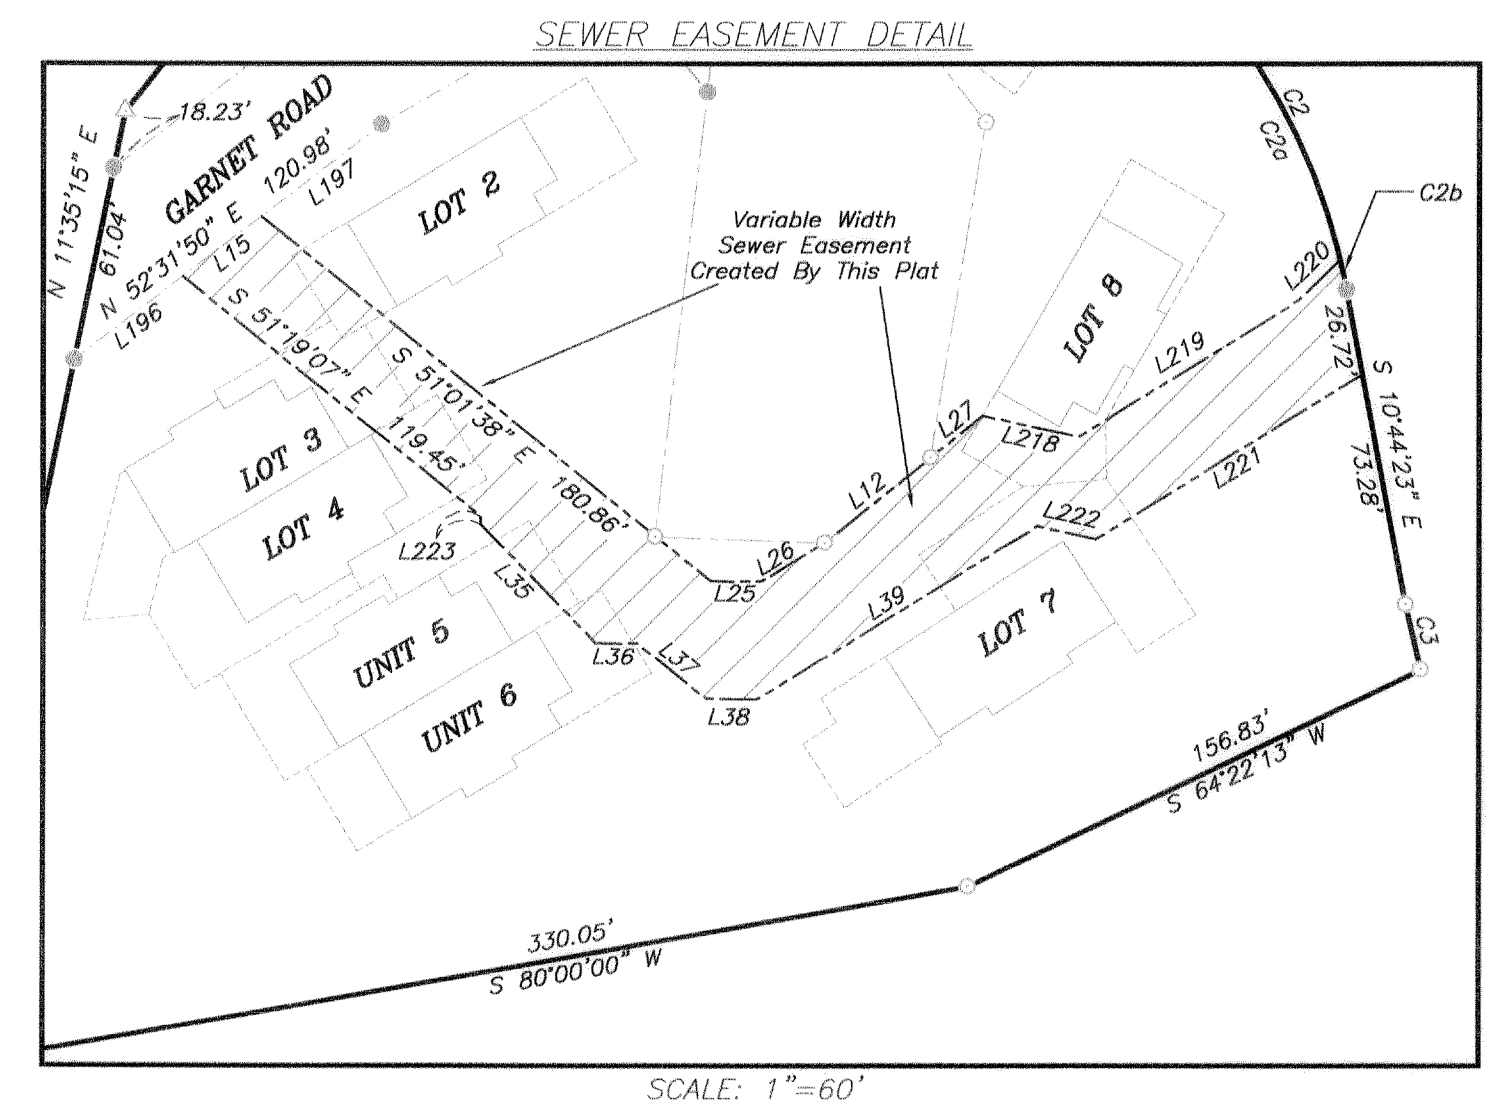 SEWER EASEMENT DETAIL
18.23'
N 11°35'15" E
61.04'
GARNET ROAD
120.98'
L197
N 52°31'50" E
L15
L196
LOT 2
C2
C2a
C2b
Variable Width
Sewer Easement
Created By This Plat
S 51°19'07" E
119.45'
S 51°01'38" E
180.86'
LOT 8
L220
L219
26.72'
S 10°44'23" E
73.28'
L27
L218
L221
L12
L222
LOT 3
LOT 4
L223
L35
L26
L25
L39
LOT 7
UNIT 5
UNIT 6
L36
L37
L38
C3
156.83'
S 64°22'13" W
330.05'
S 80°00'00" W
SCALE: 1"=60'